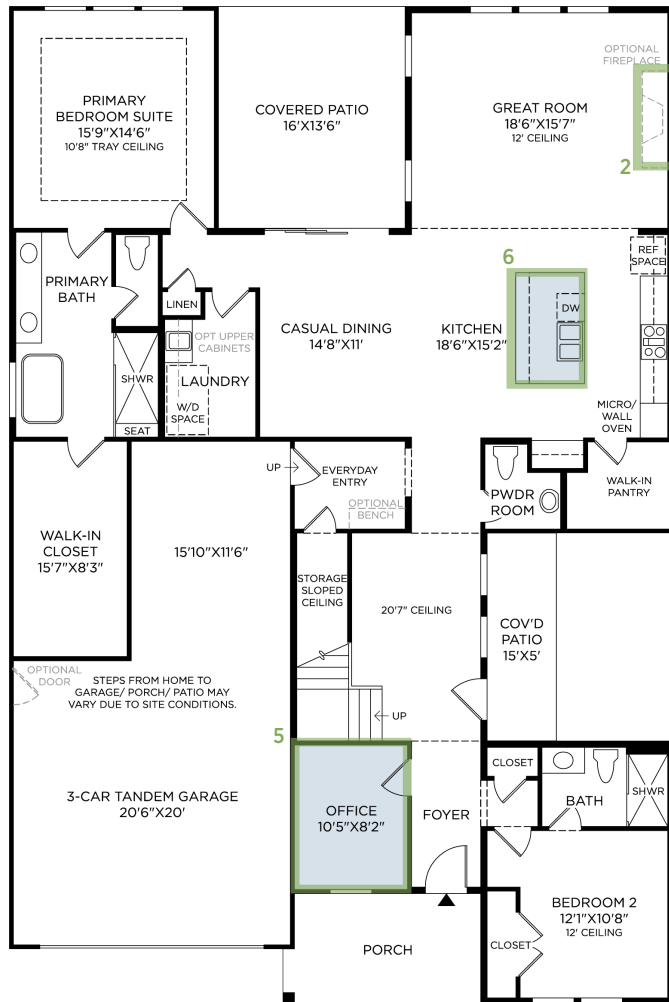 PRIMARY
BEDROOM SUITE
15'9"X14'6"
10'8" TRAY CEILING
COVERED PATIO
16'X13'6"
GREAT ROOM
18'6"X15'7"
12' CEILING
OPTIONAL
FIREPLACE
2
PRIMARY
BATH
LINEN
OPT UPPER
CABINETS
LAUNDRY
W/D
SPACE
SHWR
SEAT
CASUAL DINING
14'8"X11'
KITCHEN
18'6"X15'2"
6
DW
REF
SPACE
MICRO/
WALL
OVEN
WALK-IN
PANTRY
UP
EVERYDAY
ENTRY
OPTIONAL
BENCH
PWDR
ROOM
WALK-IN
CLOSET
15'7"X8'3"
15'10"X11'6"
STORAGE
SLOPED
CEILING
20'7" CEILING
COV'D
PATIO
15'X5'
OPTIONAL
DOOR
STEPS FROM HOME TO
GARAGE/ PORCH/ PATIO MAY
VARY DUE TO SITE CONDITIONS.
UP
5
3-CAR TANDEM GARAGE
20'6"X20'
OFFICE
10'5"X8'2"
FOYER
CLOSET
BATH
SHWR
BEDROOM 2
12'1"X10'8"
12' CEILING
CLOSET
PORCH